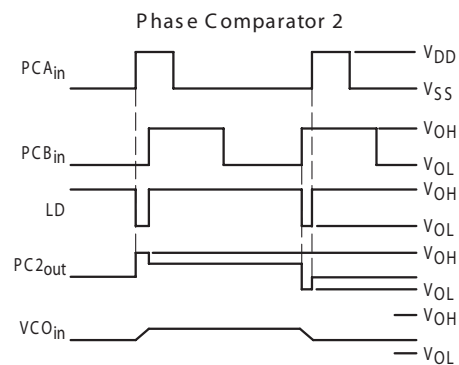 Phase Comparator 2
PCAin
VDD
VSS
PCBin
VOH
VOL
LD
VOH
VOL
PC2out
VOH
VOL
VCOin
VOH
VOL